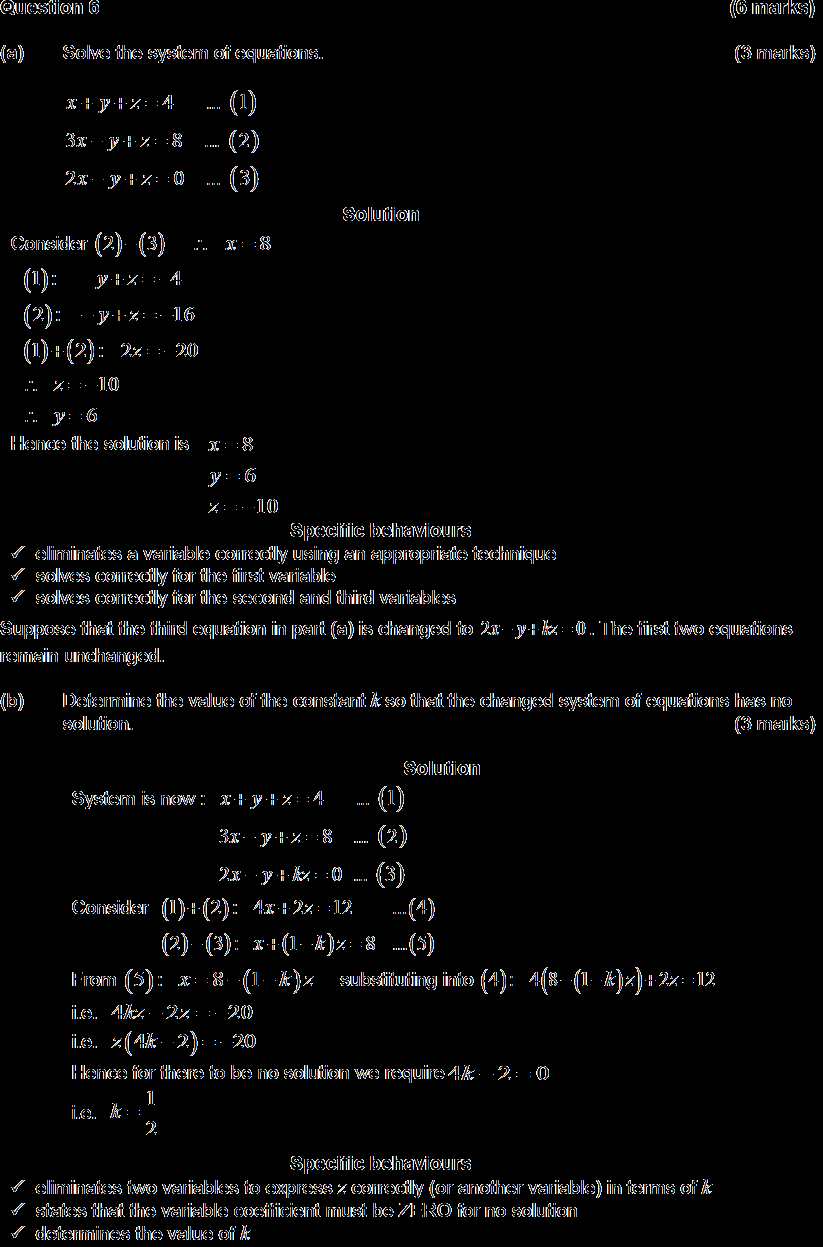 Question 6 (6 marks)
(a) Solve the system of equations. (3 marks)
x + y + z = 4 .... (1)
3x − y + z = 8 .... (2)
2x − y + z = 0 .... (3)
Solution
Consider (2)−(3) ∴ x = 8
(1): y + z = −4
(2): −y + z = −16
(1)+(2): 2z = −20
∴ z = −10
∴ y = 6
Hence the solution is x = 8
y = 6
z = −10
Specific behaviours
✓ eliminates a variable correctly using an appropriate technique
✓ solves correctly for the first variable
✓ solves correctly for the second and third variables
Suppose that the third equation in part (a) is changed to 2x − y + kz = 0. The first two equations
remain unchanged.
(b) Determine the value of the constant k so that the changed system of equations has no
solution. (3 marks)
Solution
System is now: x + y + z = 4 .... (1)
3x − y + z = 8 .... (2)
2x − y + kz = 0 .... (3)
Consider (1)+(2): 4x + 2z = 12 ....(4)
(2)−(3): x + (1−k)z = 8 ....(5)
From (5): x = 8 − (1−k)z substituting into (4): 4(8−(1−k)z)+2z = 12
i.e. 4kz − 2z = −20
i.e. z(4k − 2) = −20
Hence for there to be no solution we require 4k − 2 = 0
i.e. k = 1/2
Specific behaviours
✓ eliminates two variables to express z correctly (or another variable) in terms of k
✓ states that the variable coefficient must be ZERO for no solution
✓ determines the value of k